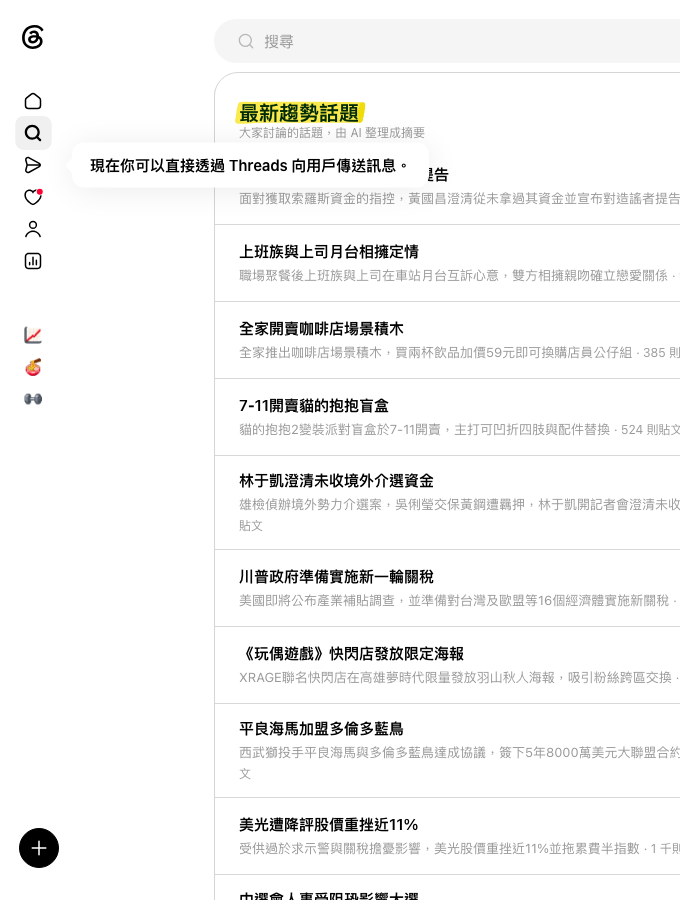 搜尋
最新趨勢話題
大家討論的話題，由 AI 整理成摘要
現在你可以直接透過 Threads 向用戶傳送訊息。
提告
面對獲取索羅斯資金的指控，黃國昌澄清從未拿過其資金並宣布對造謠者提告
上班族與上司月台相擁定情
職場聚餐後上班族與上司在車站月台互訴心意，雙方相擁親吻確立戀愛關係 ·
全家開賣咖啡店場景積木
全家推出咖啡店場景積木，買兩杯飲品加價59元即可換購店員公仔組 · 385 則
7-11開賣貓的抱抱盲盒
貓的抱抱2變裝派對盲盒於7-11開賣，主打可凹折四肢與配件替換 · 524 則貼文
林于凱澄清未收境外介選資金
雄檢偵辦境外勢力介選案，吳俐瑩交保黃鋼遭羈押，林于凱開記者會澄清未收
貼文
川普政府準備實施新一輪關稅
美國即將公布產業補貼調查，並準備對台灣及歐盟等16個經濟體實施新關稅 ·
《玩偶遊戲》快閃店發放限定海報
XRAGE聯名快閃店在高雄夢時代限量發放羽山秋人海報，吸引粉絲跨區交換 ·
平良海馬加盟多倫多藍鳥
西武獅投手平良海馬與多倫多藍鳥達成協議，簽下5年8000萬美元大聯盟合約
文
美光遭降評股價重挫近11%
受供過於求示警與關稅擔憂影響，美光股價重挫近11%並拖累費半指數 · 1 千則
中選會人事受阻恐影響大選